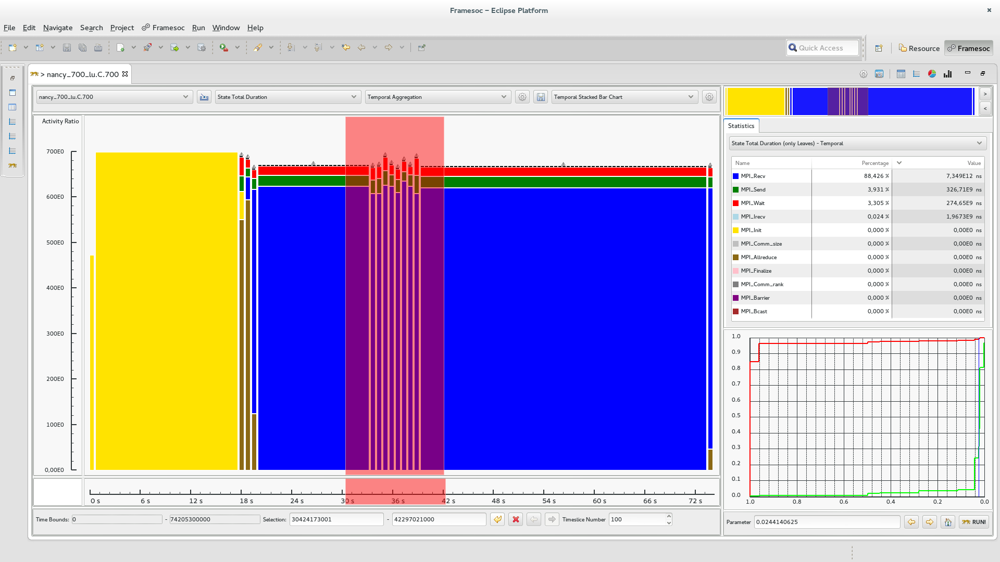 Framesoc – Eclipse Platform
File Edit Navigate Search Project Framesoc Run Window Help
Quick Access Resource Framesoc
> nancy_700_lu.C.700
nancy_700_lu.C.700 State Total Duration Temporal Aggregation Temporal Stacked Bar Chart
> 
<
Activity Ratio
700E0
600E0
500E0
400E0
300E0
200E0
100E0
0,00E0
0 s 6 s 12 s 18 s 24 s 30 s 36 s 42 s 48 s 54 s 60 s 66 s 72 s
Time Bounds: 0 - 74205300000 Selection: 30424173001 - 42297021000 Timeslice Number 100
Statistics
State Total Duration (only Leaves) - Temporal
Name Percentage Value
MPI_Recv 88,426 % 7,349E12 ns
MPI_Send 3,931 % 326,71E9 ns
MPI_Wait 3,305 % 274,65E9 ns
MPI_Irecv 0,024 % 1,9673E9 ns
MPI_Init 0,000 % 0,00E0 ns
MPI_Comm_size 0,000 % 0,00E0 ns
MPI_Allreduce 0,000 % 0,00E0 ns
MPI_Finalize 0,000 % 0,00E0 ns
MPI_Comm_rank 0,000 % 0,00E0 ns
MPI_Barrier 0,000 % 0,00E0 ns
MPI_Bcast 0,000 % 0,00E0 ns
1.0
0.9
0.8
0.7
0.6
0.5
0.4
0.3
0.2
0.1
0.0
1.0 0.8 0.6 0.4 0.2 0.0
Parameter 0.0244140625 RUN!